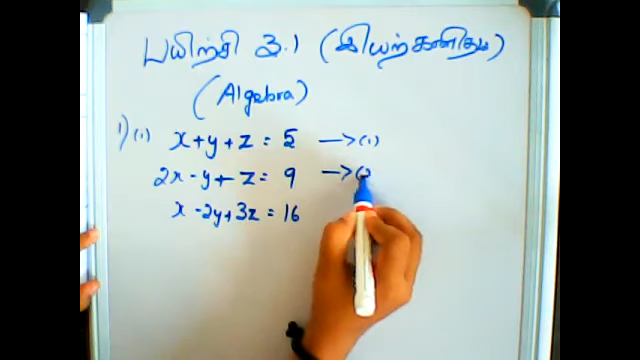 பயிற்சி 3.1 (இயற்கணிதம்)
(Algebra)
1) (i) x + y + z = 5 → (1)
2x - y + z = 9 → (2
x - 2y + 3z = 16